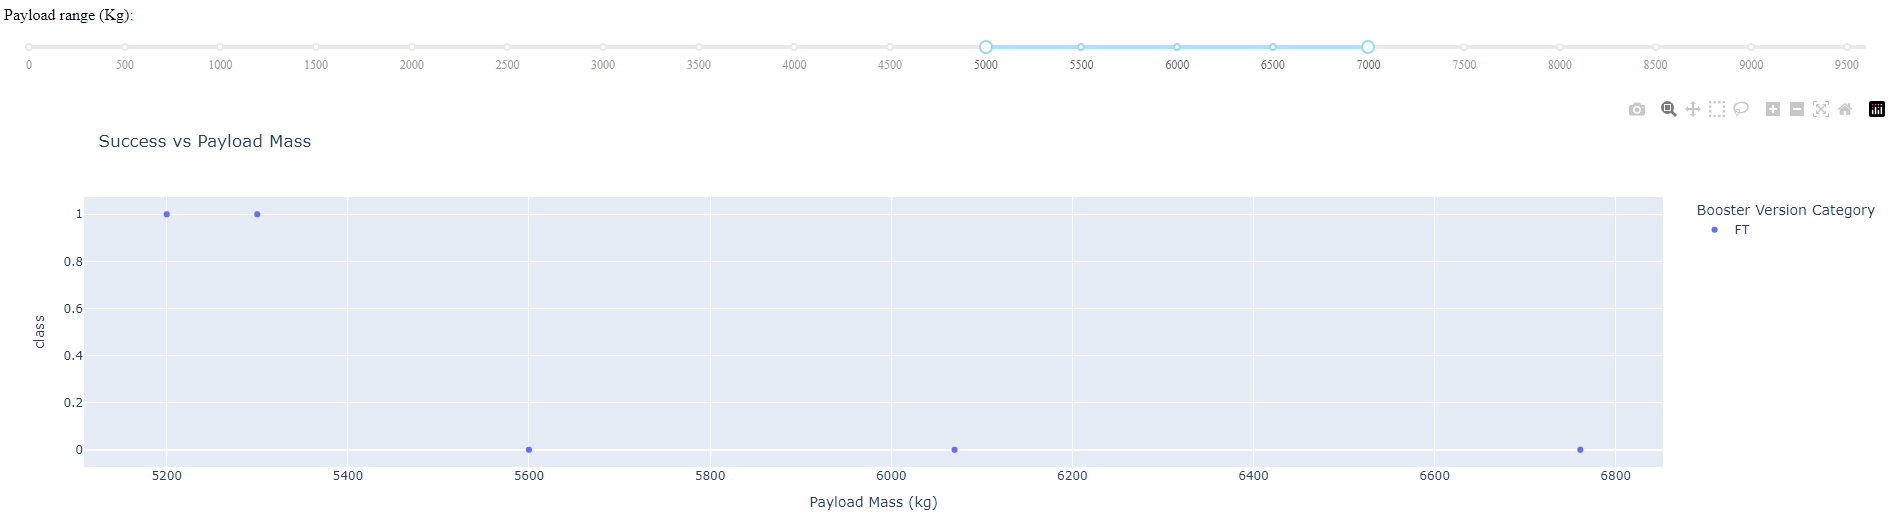 Payload range (Kg):
0 500 1000 1500 2000 2500 3000 3500 4000 4500 5000 5500 6000 6500 7000 7500 8000 8500 9000 9500
Success vs Payload Mass
Booster Version Category
FT
1
0.8
0.6
0.4
0.2
0
class
5200 5400 5600 5800 6000 6200 6400 6600 6800
Payload Mass (kg)